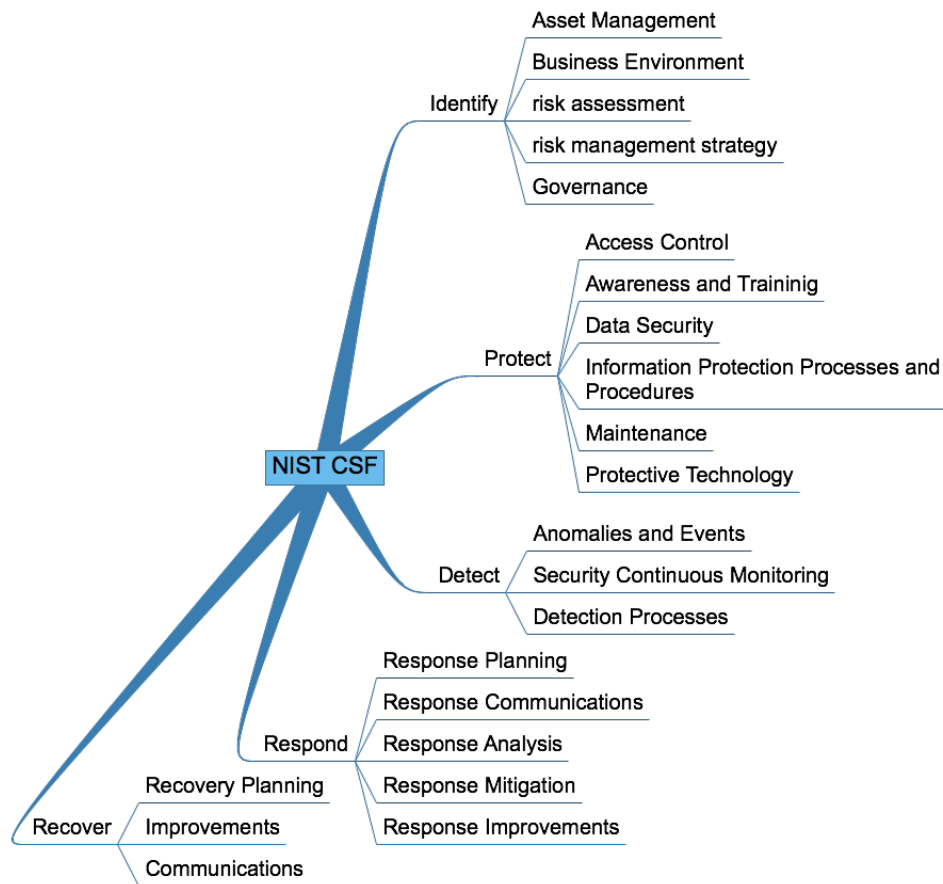 NIST CSF
Identify
Asset Management
Business Environment
risk assessment
risk management strategy
Governance
Protect
Access Control
Awareness and Traininig
Data Security
Information Protection Processes and
Procedures
Maintenance
Protective Technology
Detect
Anomalies and Events
Security Continuous Monitoring
Detection Processes
Respond
Response Planning
Response Communications
Response Analysis
Response Mitigation
Response Improvements
Recover
Recovery Planning
Improvements
Communications